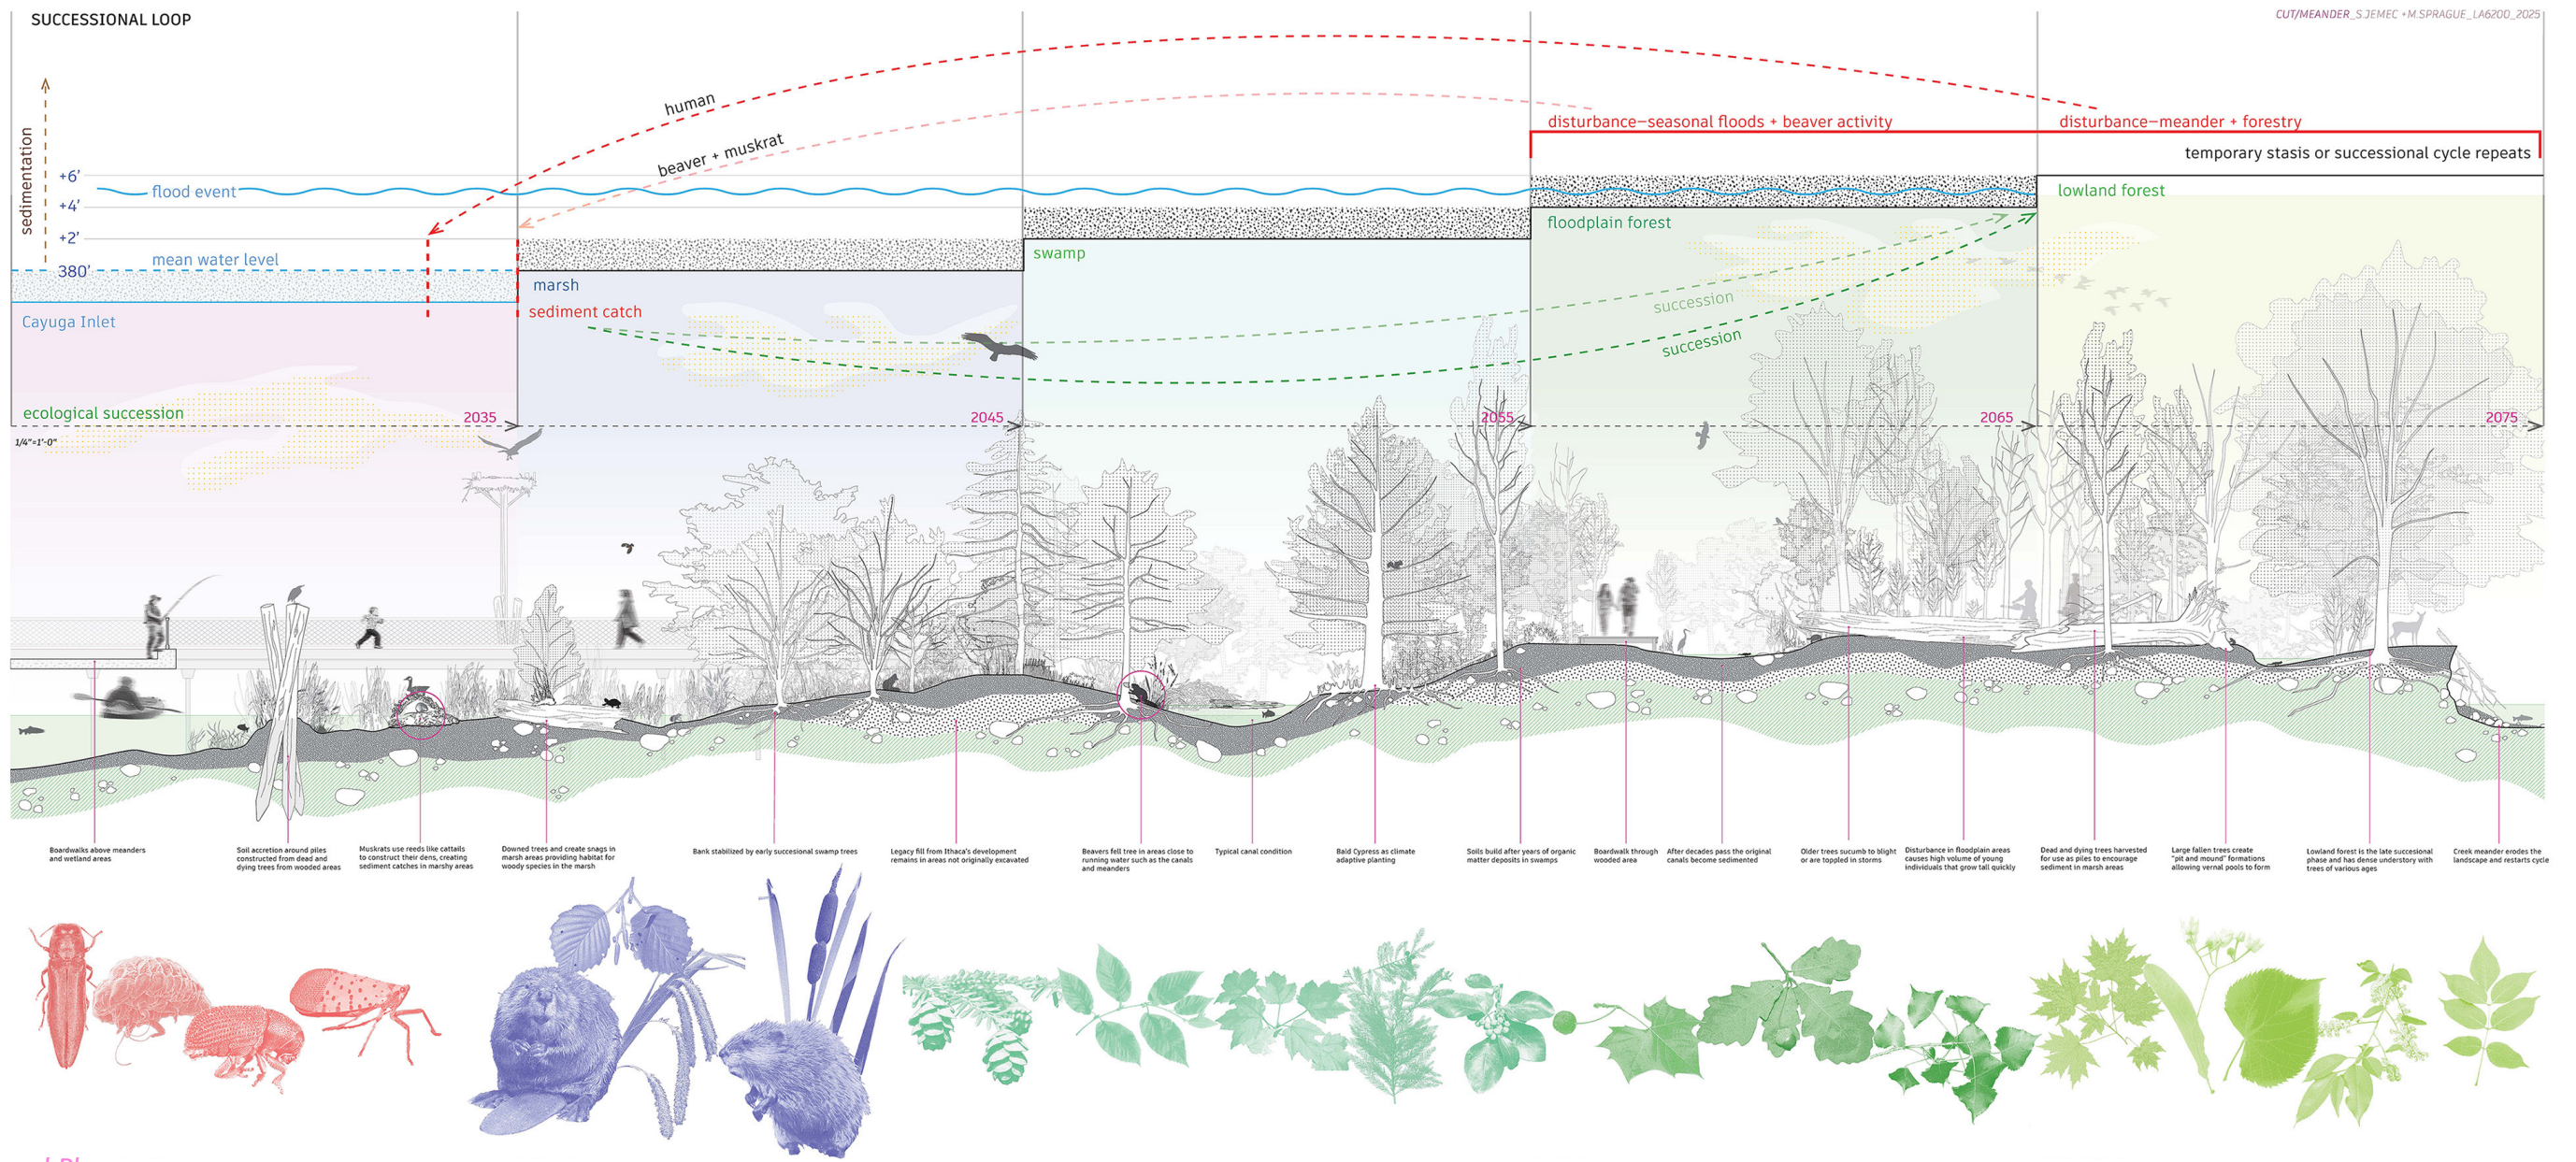 SUCCESSIONAL LOOP
CUT/MEANDER_S.JEMEC +M.SPRAGUE_LA6200_2025
human
beaver + muskrat
disturbance–seasonal floods + beaver activity
disturbance–meander + forestry
temporary stasis or successional cycle repeats
sedimentation
+6'
flood event
+4'
+2'
mean water level
380'
lowland forest
floodplain forest
swamp
marsh
sediment catch
Cayuga Inlet
succession
succession
ecological succession
2035
2045
2055
2065
2075
1/4"=1'-0"
Boardwalks above meanders
and wetland areas
Soil accretion around piles
constructed from dead and
dying trees from wooded areas
Muskrats use reeds like cattails
to construct their dens, creating
sediment catches in marshy areas
Downed trees and create snags in
marsh areas providing habitat for
woody species in the marsh
Bank stabilized by early succesional swamp trees
Legacy fill from Ithaca's development
remains in areas not originally excavated
Beavers fell tree in areas close to
running water such as the canals
and meanders
Typical canal condition
Bald Cypress as climate
adaptive planting
Soils build after years of organic
matter deposits in swamps
Boardwalk through
wooded area
After decades pass the original
canals become sedimented
Older trees sucumb to blight
or are toppled in storms
Disturbance in floodplain areas
causes high volume of young
individuals that grow tall quickly
Dead and dying trees harvested
for use as piles to encourage
sediment in marsh areas
Large fallen trees create
"pit and mound" formations
allowing vernal pools to form
Lowland forest is the late succesional
phase and has dense understory with
trees of various ages
Creek meander erodes the
landscape and restarts cycle